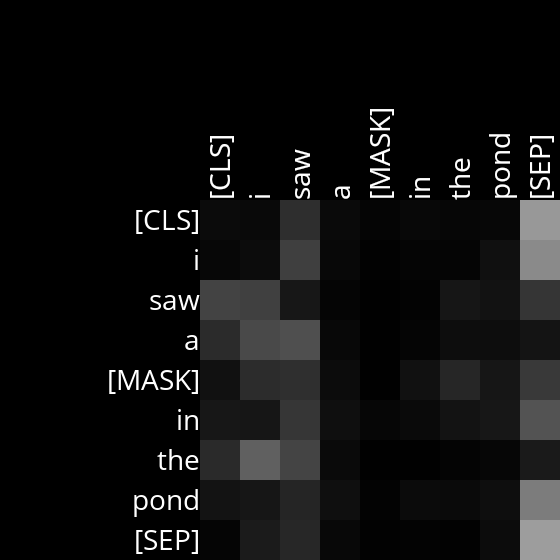 [CLS] i saw a [MASK] in the pond [SEP]
[CLS]
i
saw
a
[MASK]
in
the
pond
[SEP]